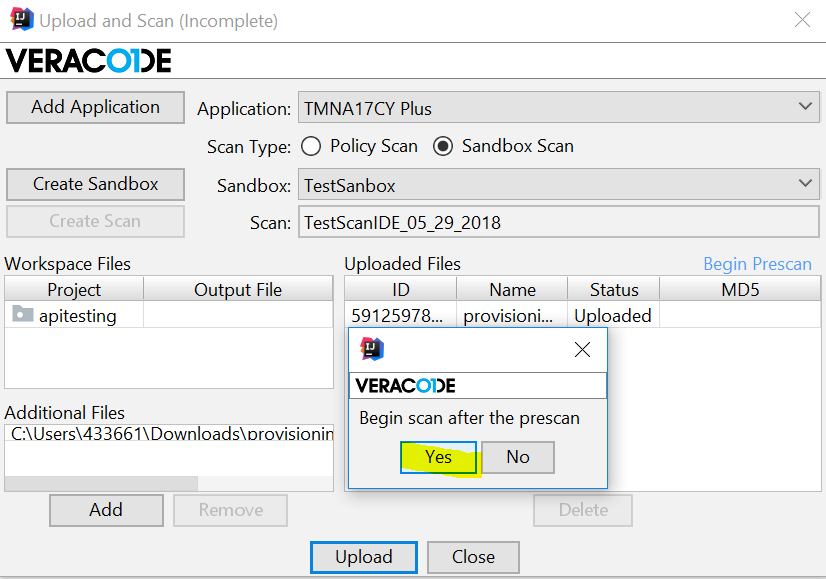 Upload and Scan (Incomplete)
VERACODE
Add Application Application: TMNA17CY Plus
Scan Type: Policy Scan Sandbox Scan
Create Sandbox Sandbox: TestSanbox
Create Scan Scan: TestScanIDE_05_29_2018
Workspace Files Uploaded Files Begin Prescan
Project Output File ID Name Status MD5
apitesting 59125978... provisioni... Uploaded
IJ
VERACODE
Begin scan after the prescan
Yes No
Additional Files
C:\Users\433661\Downloads\provisionin
Add Remove Delete
Upload Close